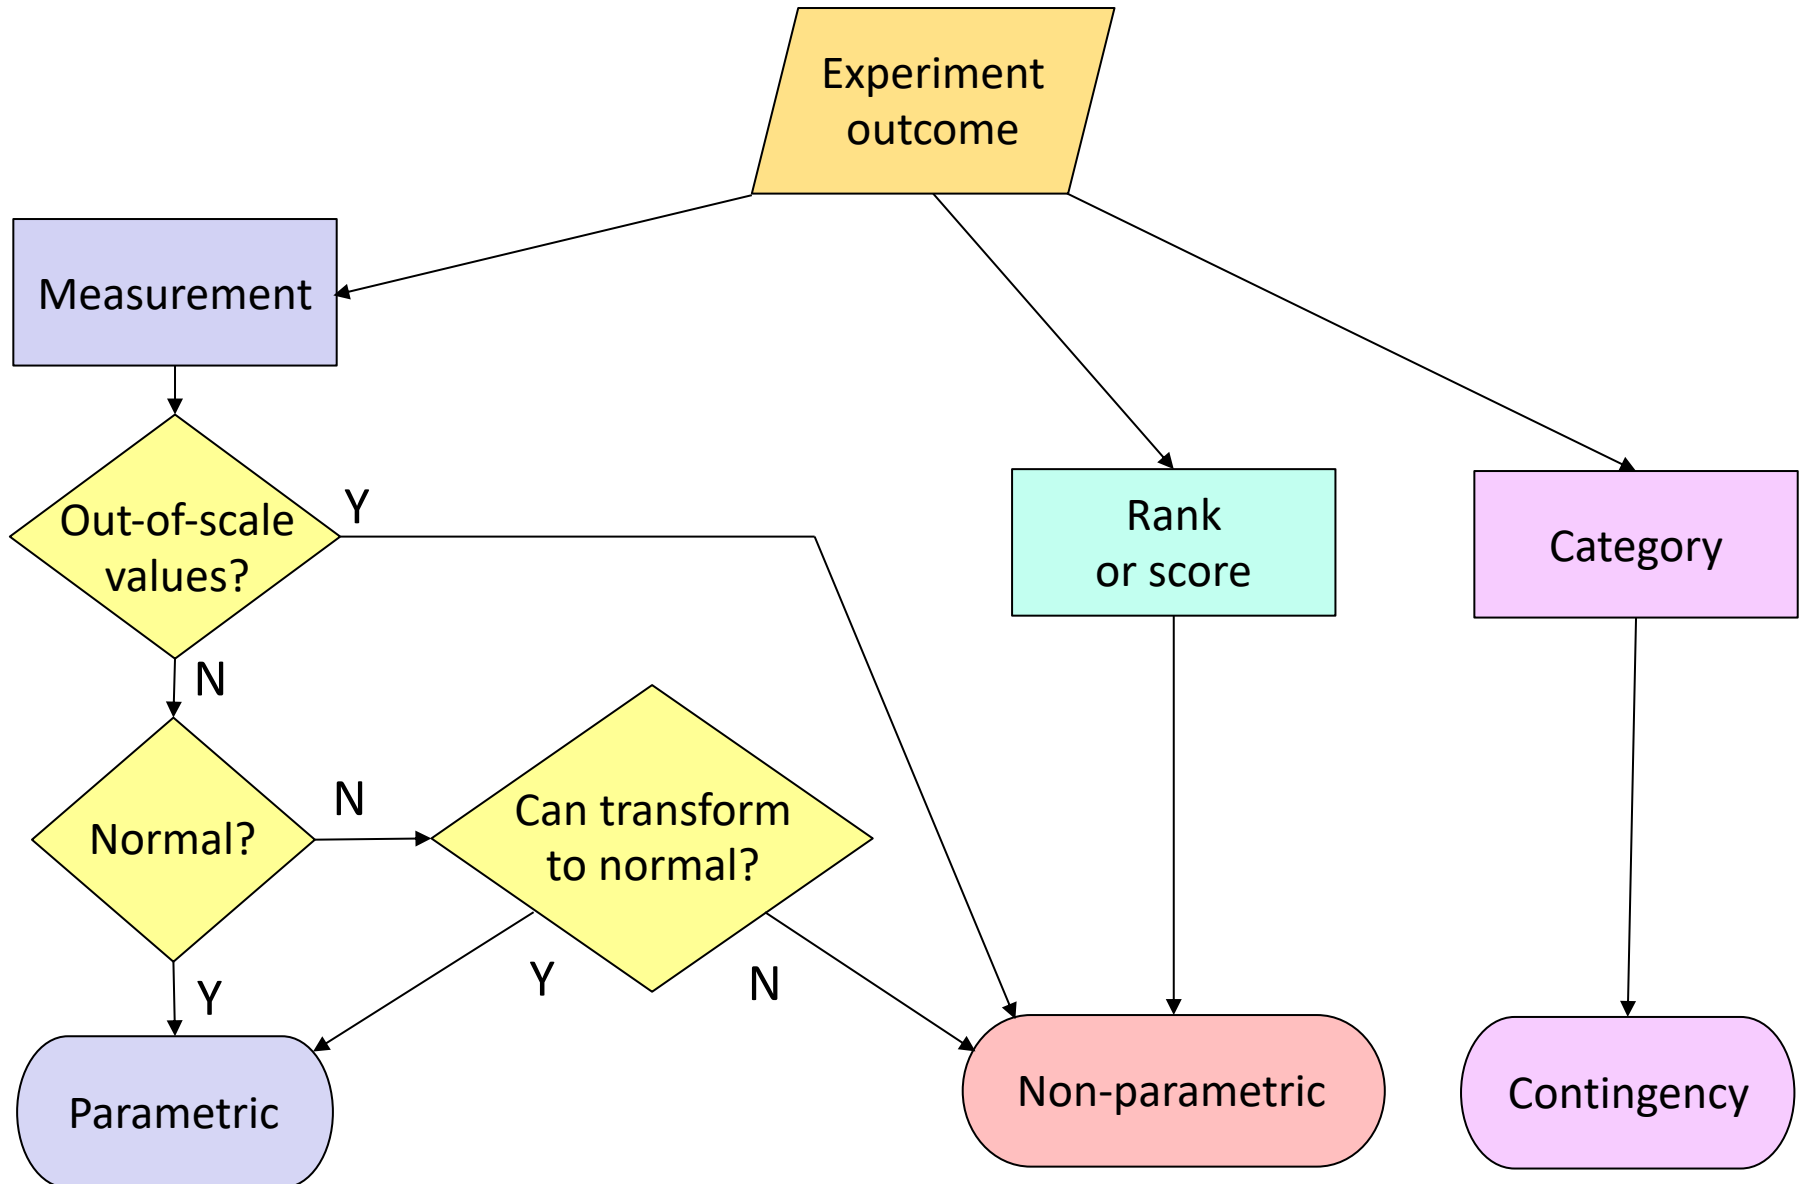 Experiment
outcome
Measurement
Out-of-scale
values?
Y
Rank
or score
Category
N
Normal?
N
Can transform
to normal?
Y
Y
N
Parametric
Non-parametric
Contingency